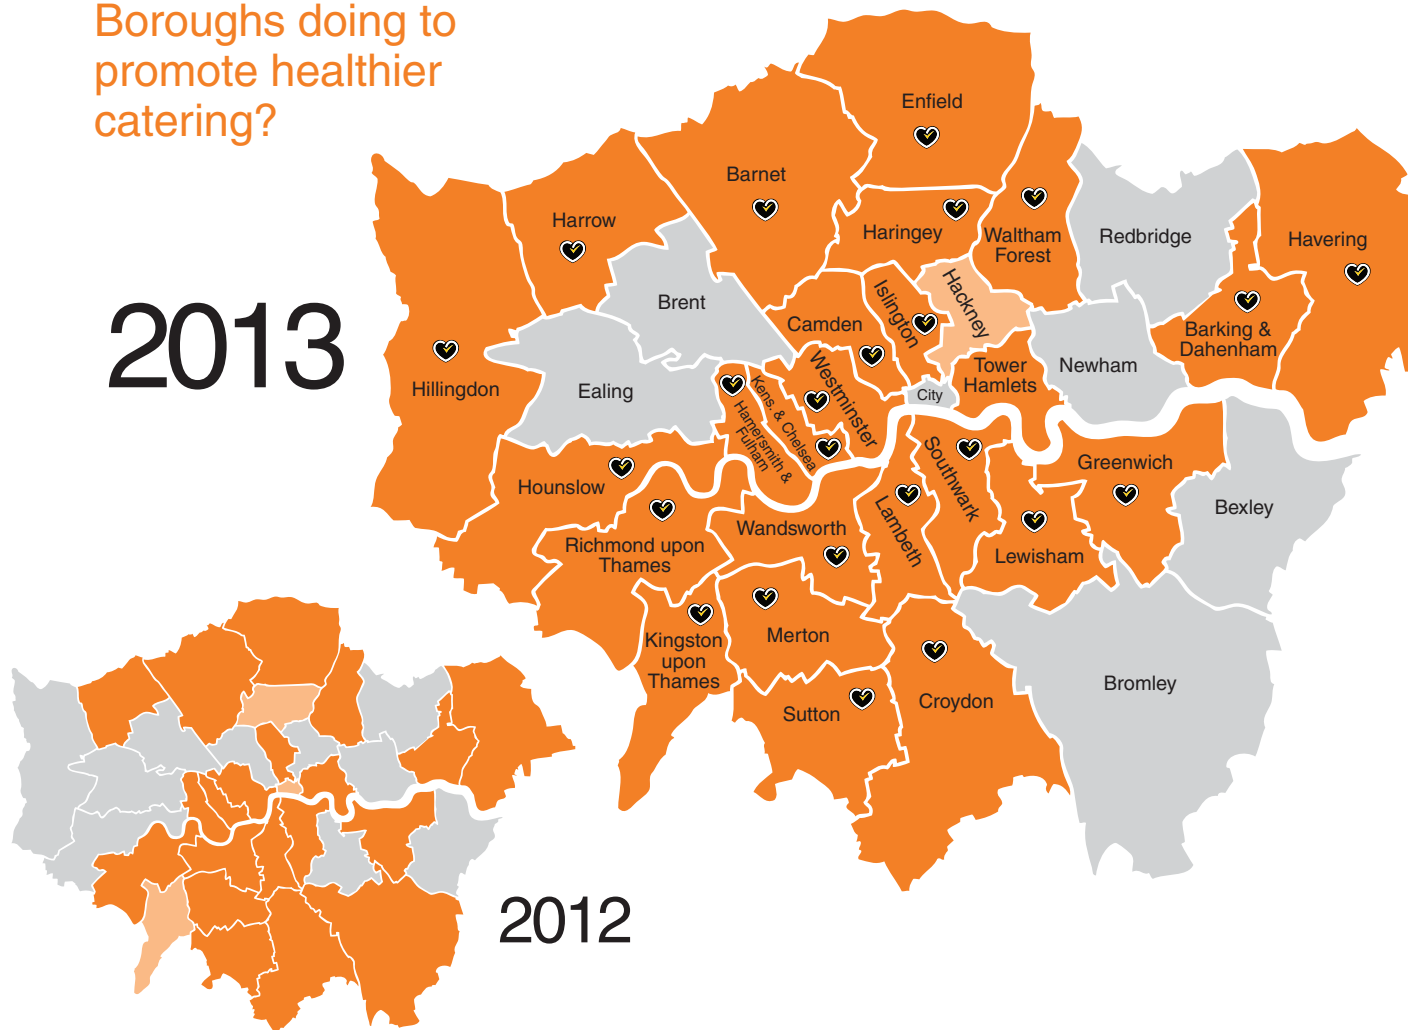 Boroughs doing to
promote healthier
catering?
2013
Enfield
Barnet
Harrow
Haringey
Waltham
Forest
Redbridge
Havering
Brent
Hackney
Islington
Camden
Barking &
Dahenham
Hillingdon
Ealing
Westminster
Tower
Hamlets
Newham
City
Kens. & Chelsea
Hamersmith &
Fulham
Hounslow
Southwark
Greenwich
Bexley
Richmond upon
Thames
Wandsworth
Lambeth
Lewisham
Kingston
upon
Thames
Merton
Sutton
Croydon
Bromley
2012